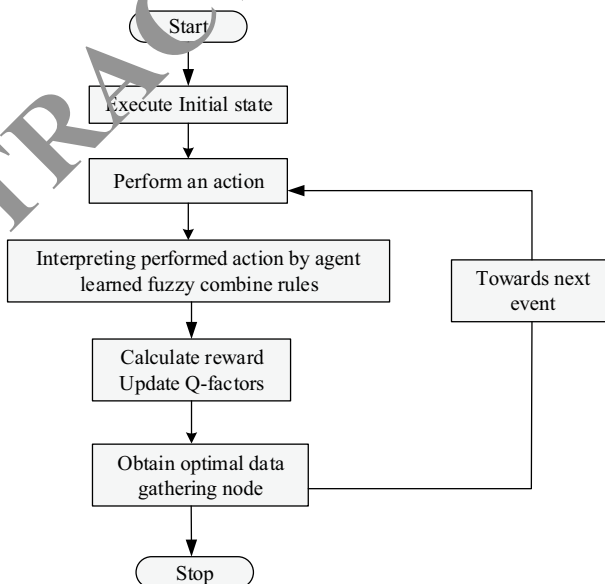 Start
Execute Initial state
Perform an action
Interpreting performed action by agent
learned fuzzy combine rules
Towards next
event
Calculate reward
Update Q-factors
Obtain optimal data
gathering node
Stop
TRAC